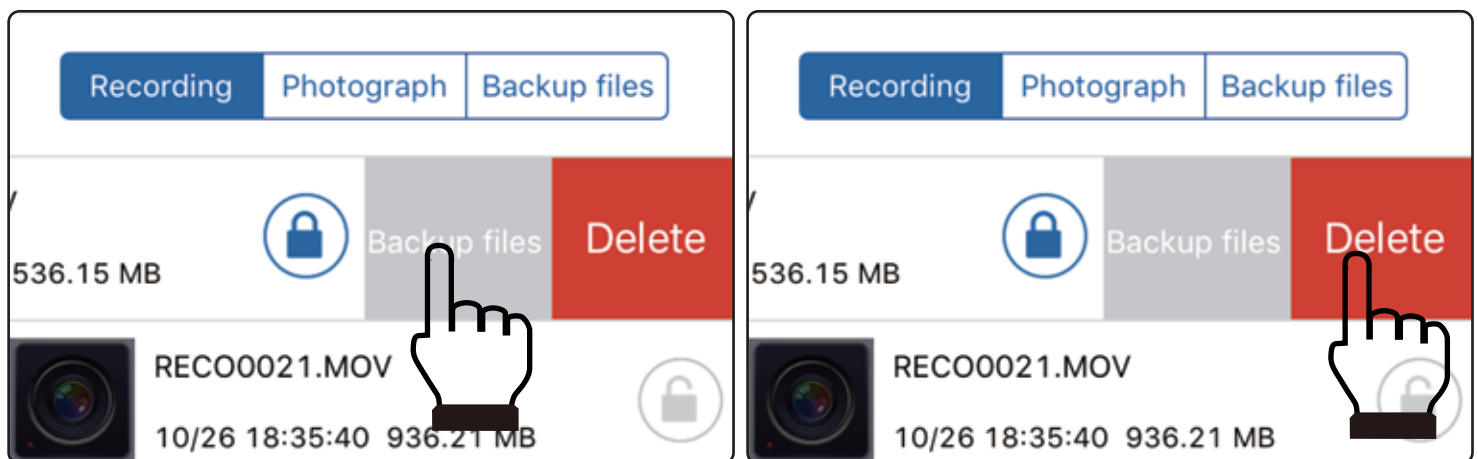 Recording Photograph Backup files
Backup files Delete
536.15 MB
RECO0021.MOV
10/26 18:35:40 936.21 MB
Recording Photograph Backup files
Backup files Delete
536.15 MB
RECO0021.MOV
10/26 18:35:40 936.21 MB